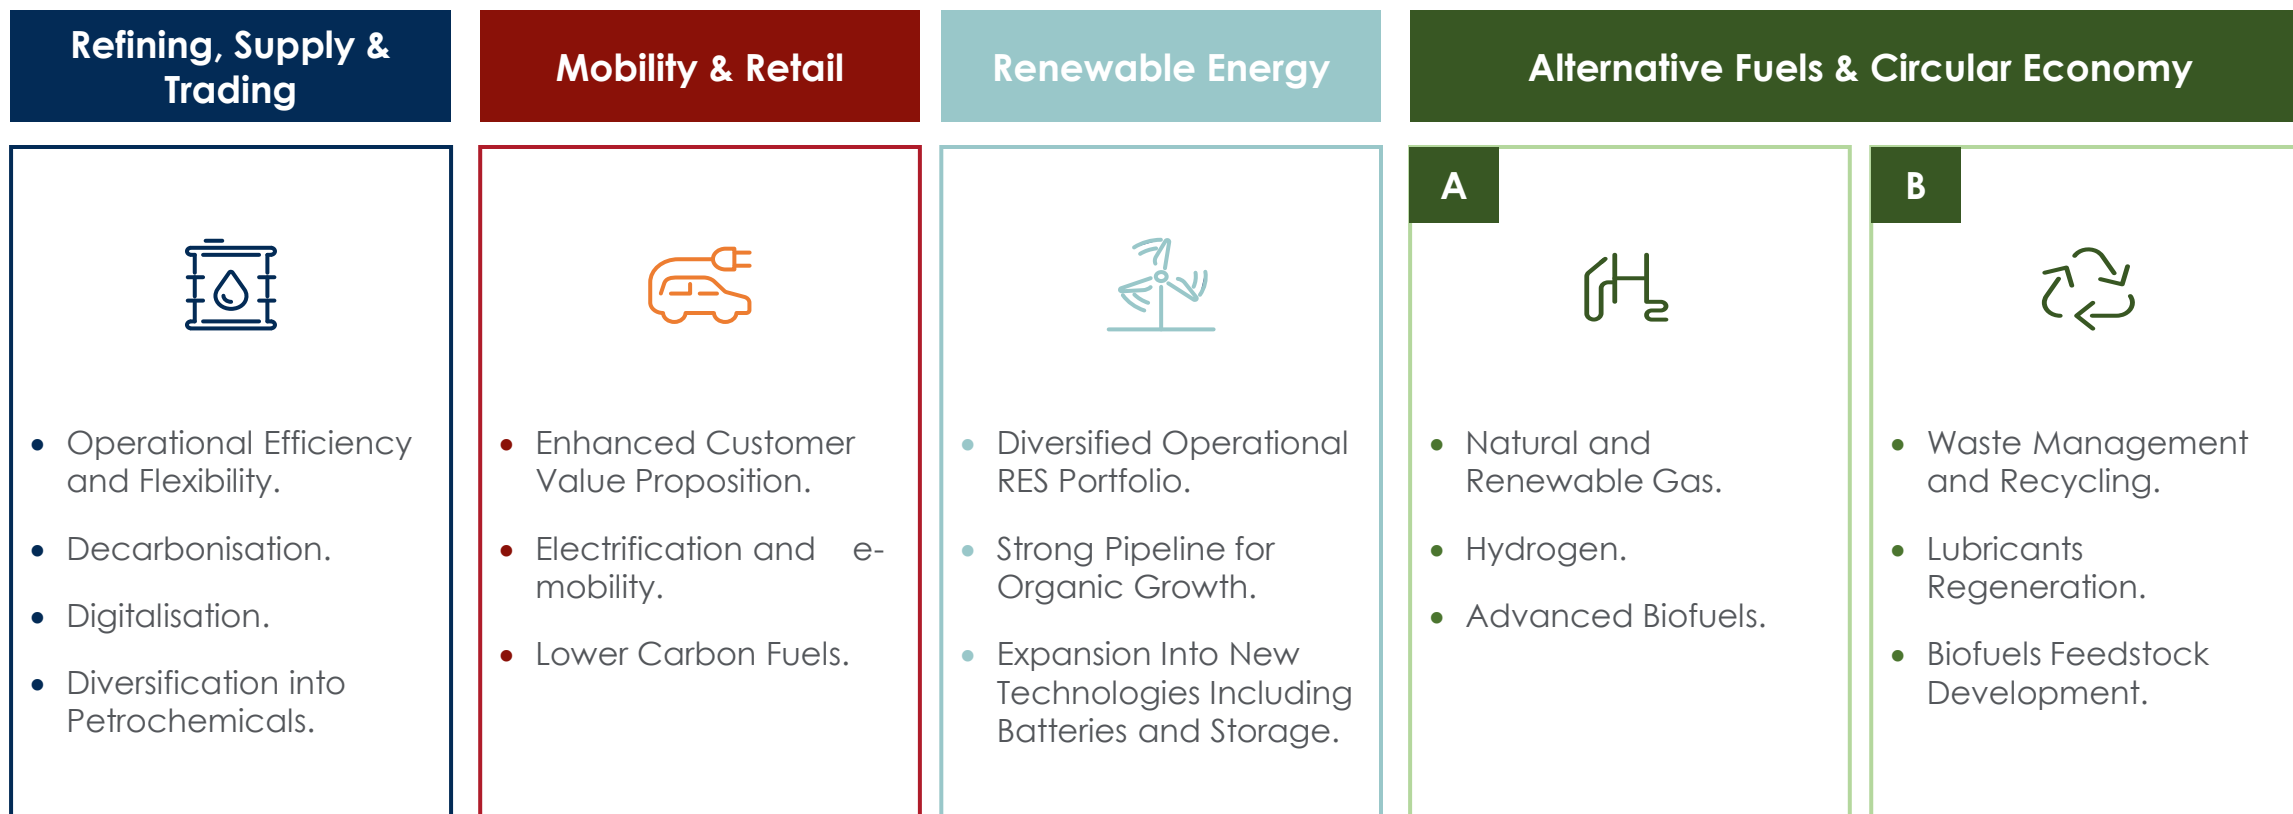 Refining, Supply &
Trading
Mobility & Retail
Renewable Energy
Alternative Fuels & Circular Economy
• Operational Efficiency
and Flexibility.
• Decarbonisation.
• Digitalisation.
• Diversification into
Petrochemicals.
• Enhanced Customer
Value Proposition.
• Electrification and e-
mobility.
• Lower Carbon Fuels.
• Diversified Operational
RES Portfolio.
• Strong Pipeline for
Organic Growth.
• Expansion Into New
Technologies Including
Batteries and Storage.
A
H2
• Natural and
Renewable Gas.
• Hydrogen.
• Advanced Biofuels.
B
• Waste Management
and Recycling.
• Lubricants
Regeneration.
• Biofuels Feedstock
Development.